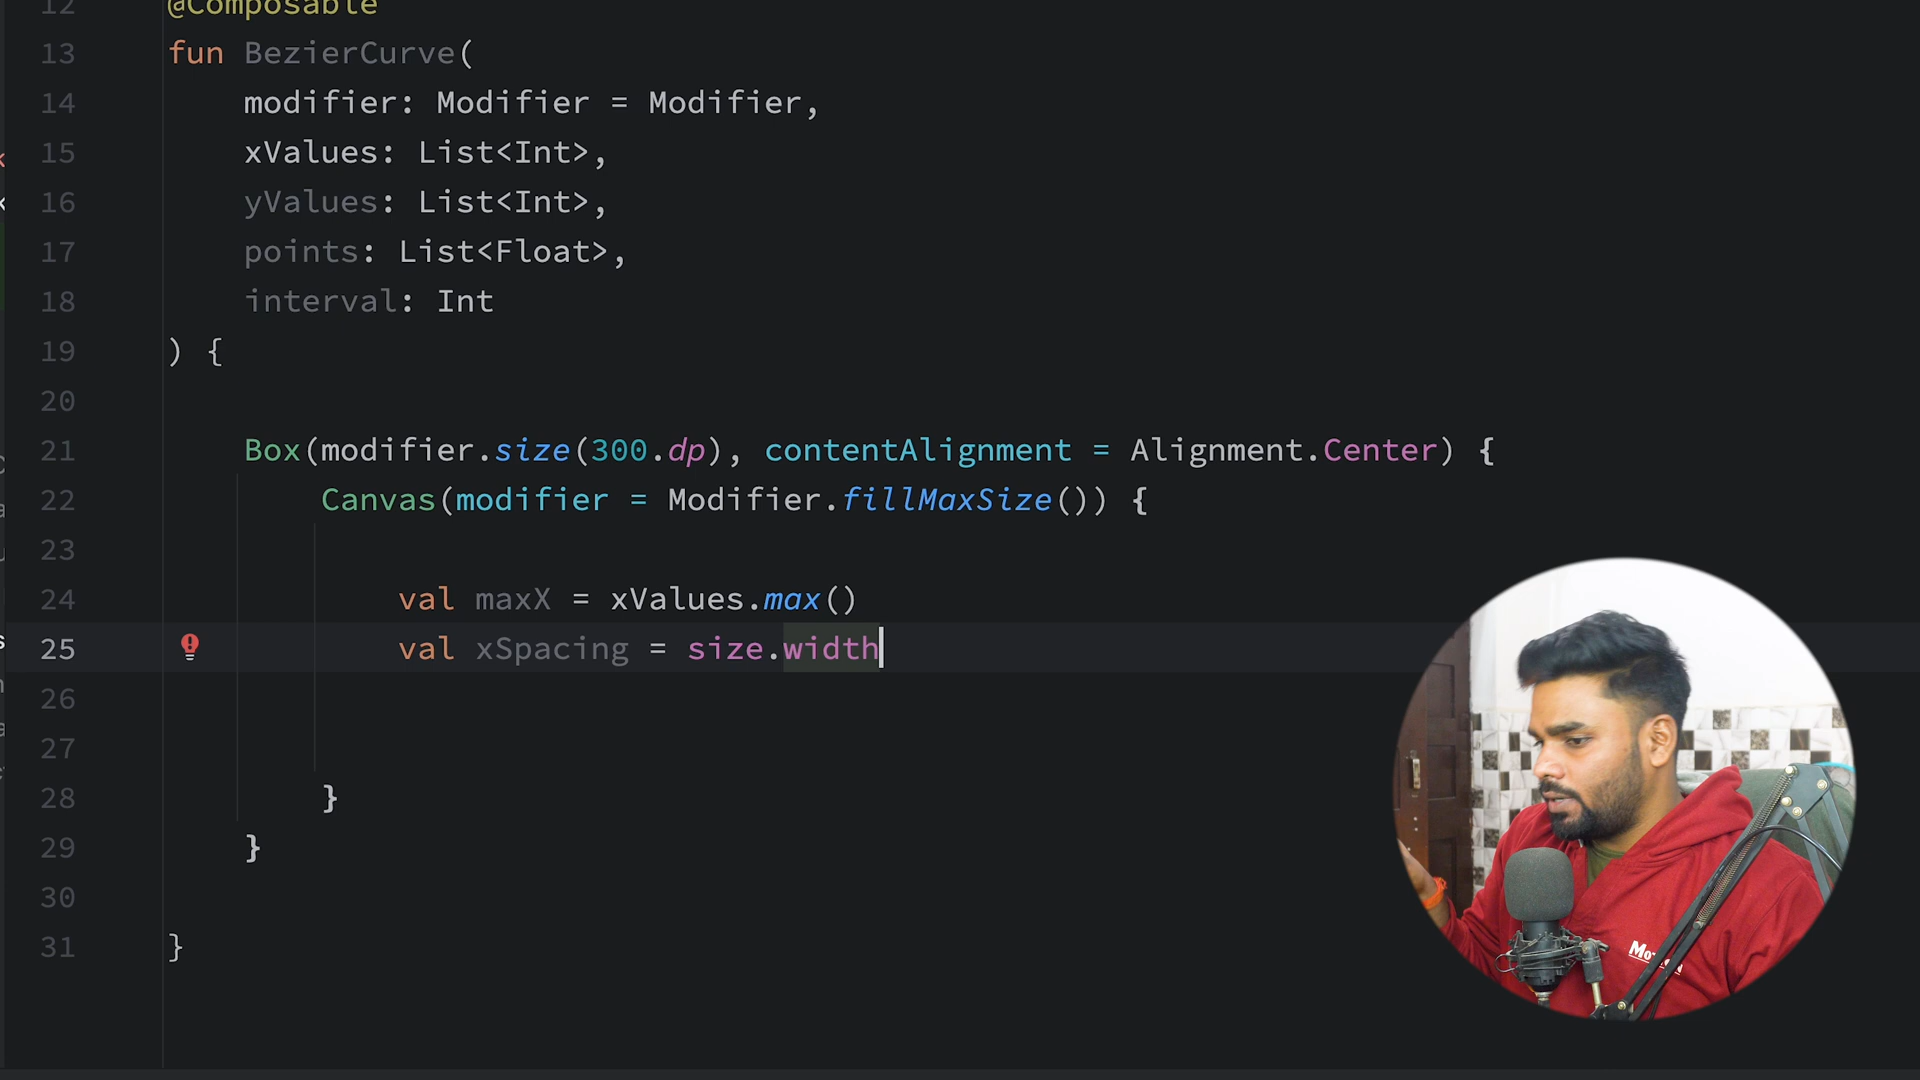 12 @Composable
13 fun BezierCurve(
14 modifier: Modifier = Modifier,
15 xValues: List<Int>,
16 yValues: List<Int>,
17 points: List<Float>,
18 interval: Int
19 ) {
20
21 Box(modifier.size(300.dp), contentAlignment = Alignment.Center) {
22 Canvas(modifier = Modifier.fillMaxSize()) {
23
24 val maxX = xValues.max()
25 val xSpacing = size.width
26
27
28 }
29 }
30
31 }